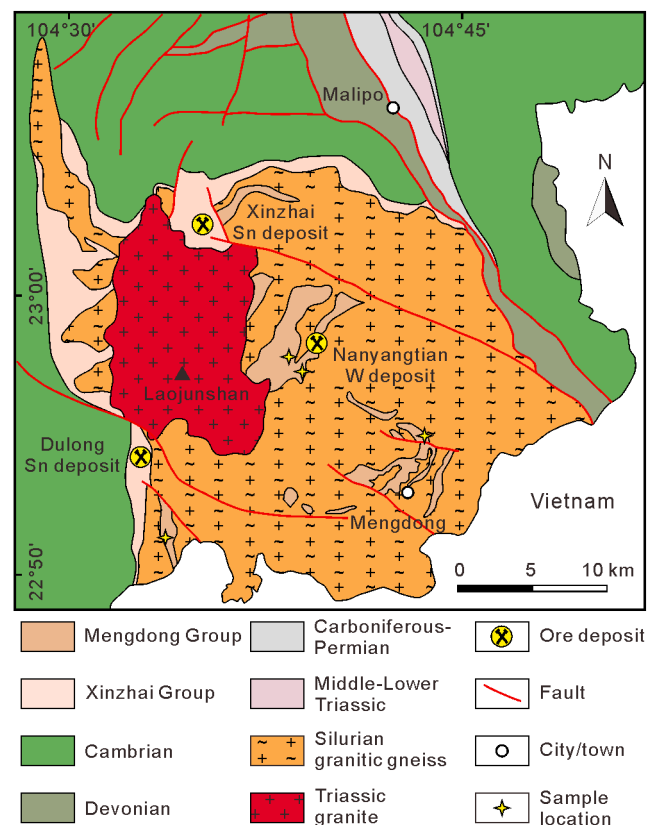 104°30'
104°45'
Malipo
N
Xinzhai
Sn deposit
23°00'
Nanyangtian
W deposit
Laojunshan
Dulong
Sn deposit
Vietnam
Mengdong
22°50'
0 5 10 km
Mengdong Group
Carboniferous-
Permian
Ore deposit
Xinzhai Group
Middle-Lower
Triassic
Fault
Cambrian
Silurian
granitic gneiss
City/town
Devonian
Triassic
granite
Sample
location